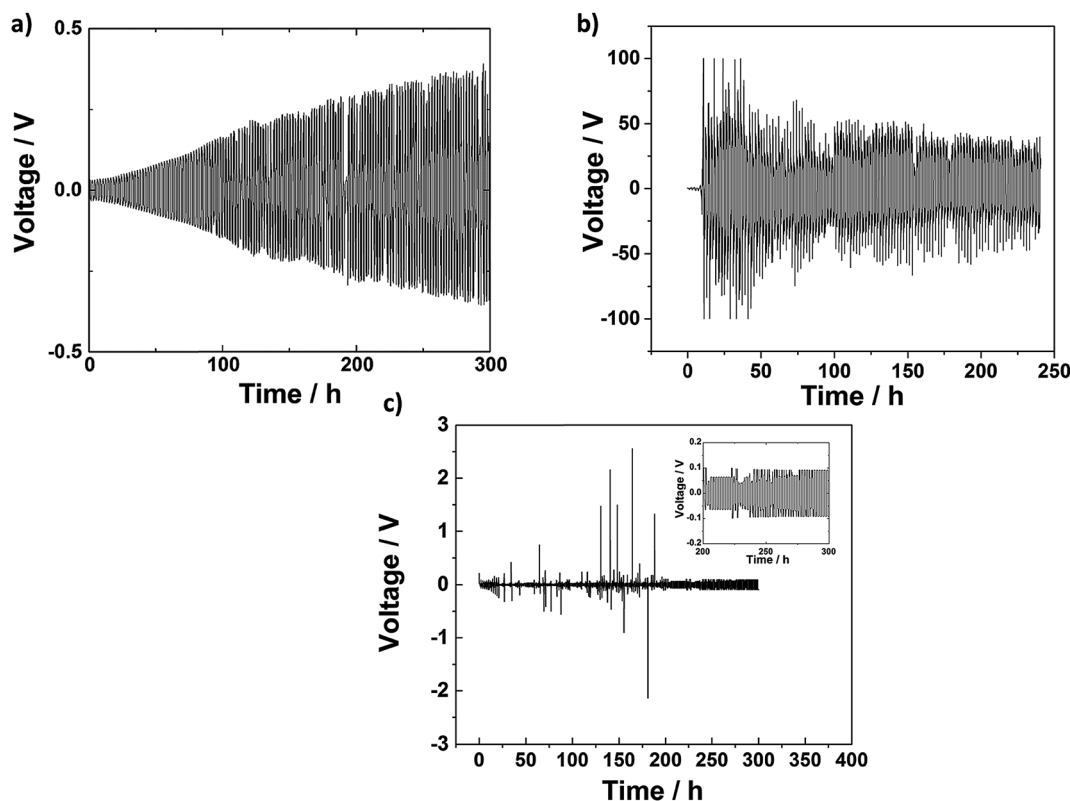 a)
0.5
0.0
-0.5
Voltage / V
0 100 200 300
Time / h
b)
100
50
0
-50
-100
Voltage / V
0 50 100 150 200 250
Time / h
c)
3
2
1
0
-1
-2
-3
Voltage / V
0 50 100 150 200 250 300 350 400
Time / h
0.2
0.1
0.0
-0.1
-0.2
Voltage / V
200 250 300
Time / h